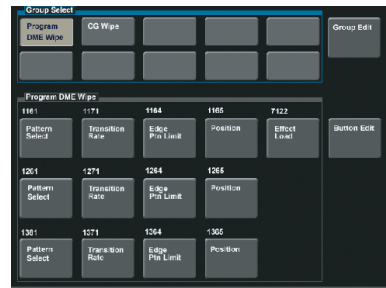 Group Select
Program DME Wipe
CG Wipe
Group Edit
Program DME Wipe
1161 1171 1164 1165 7122
Pattern Select
Transition Rate
Edge Ptn Limit
Position
Effect Load
Button Edit
1261 1271 1264 1265
Pattern Select
Transition Rate
Edge Ptn Limit
Position
1361 1371 1364 1365
Pattern Select
Transition Rate
Edge Ptn Limit
Position